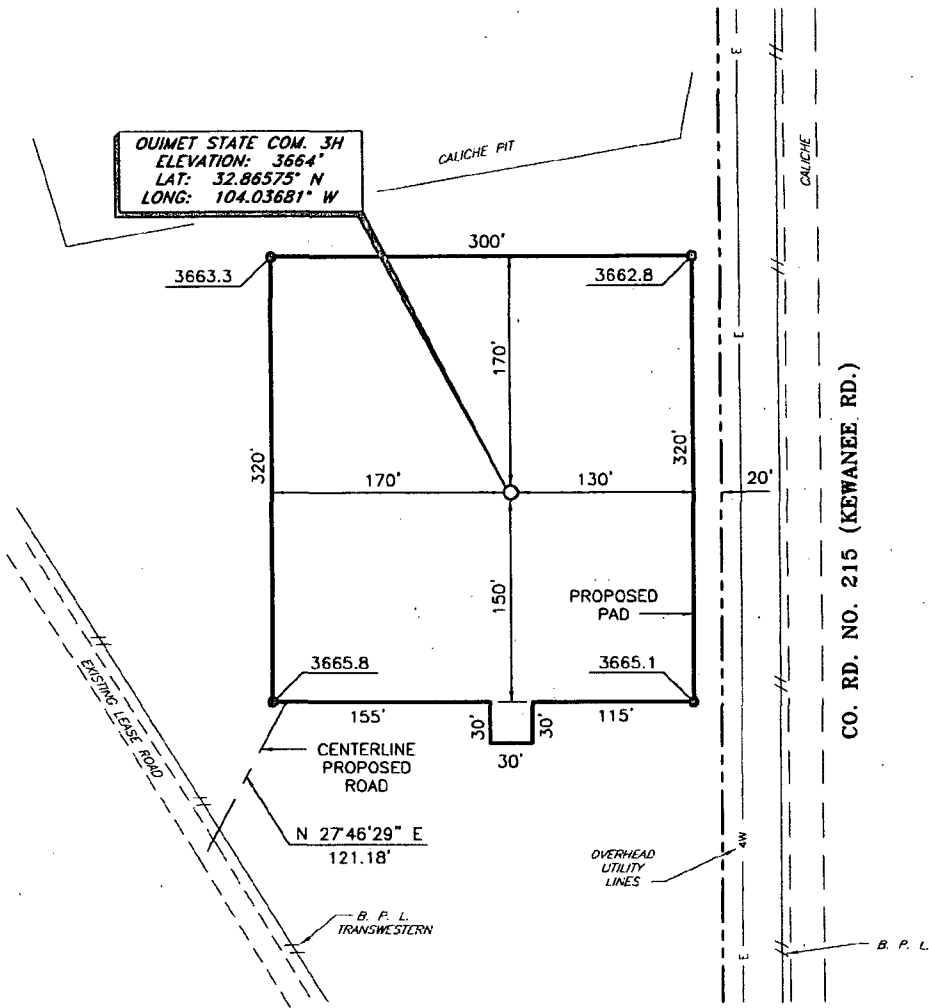 OUIMET STATE COM. 3H
ELEVATION: 3664'
LAT: 32.86575° N
LONG: 104.03681° W
CALICHE PIT
CALICHE
E
300'
3663.3
3662.8
E
170'
320'
320'
170'
130'
20'
CO. RD. NO. 215 (KEWANEE RD.)
150'
PROPOSED
PAD
3665.8
3665.1
EXISTING LEASE ROAD
155'
30'
30'
115'
30'
CENTERLINE
PROPOSED
ROAD
N 27°46'29" E
121.18'
OVERHEAD
UTILITY
LINES
4W
B. P. L.
TRANSWESTERN
E
B. P. L.